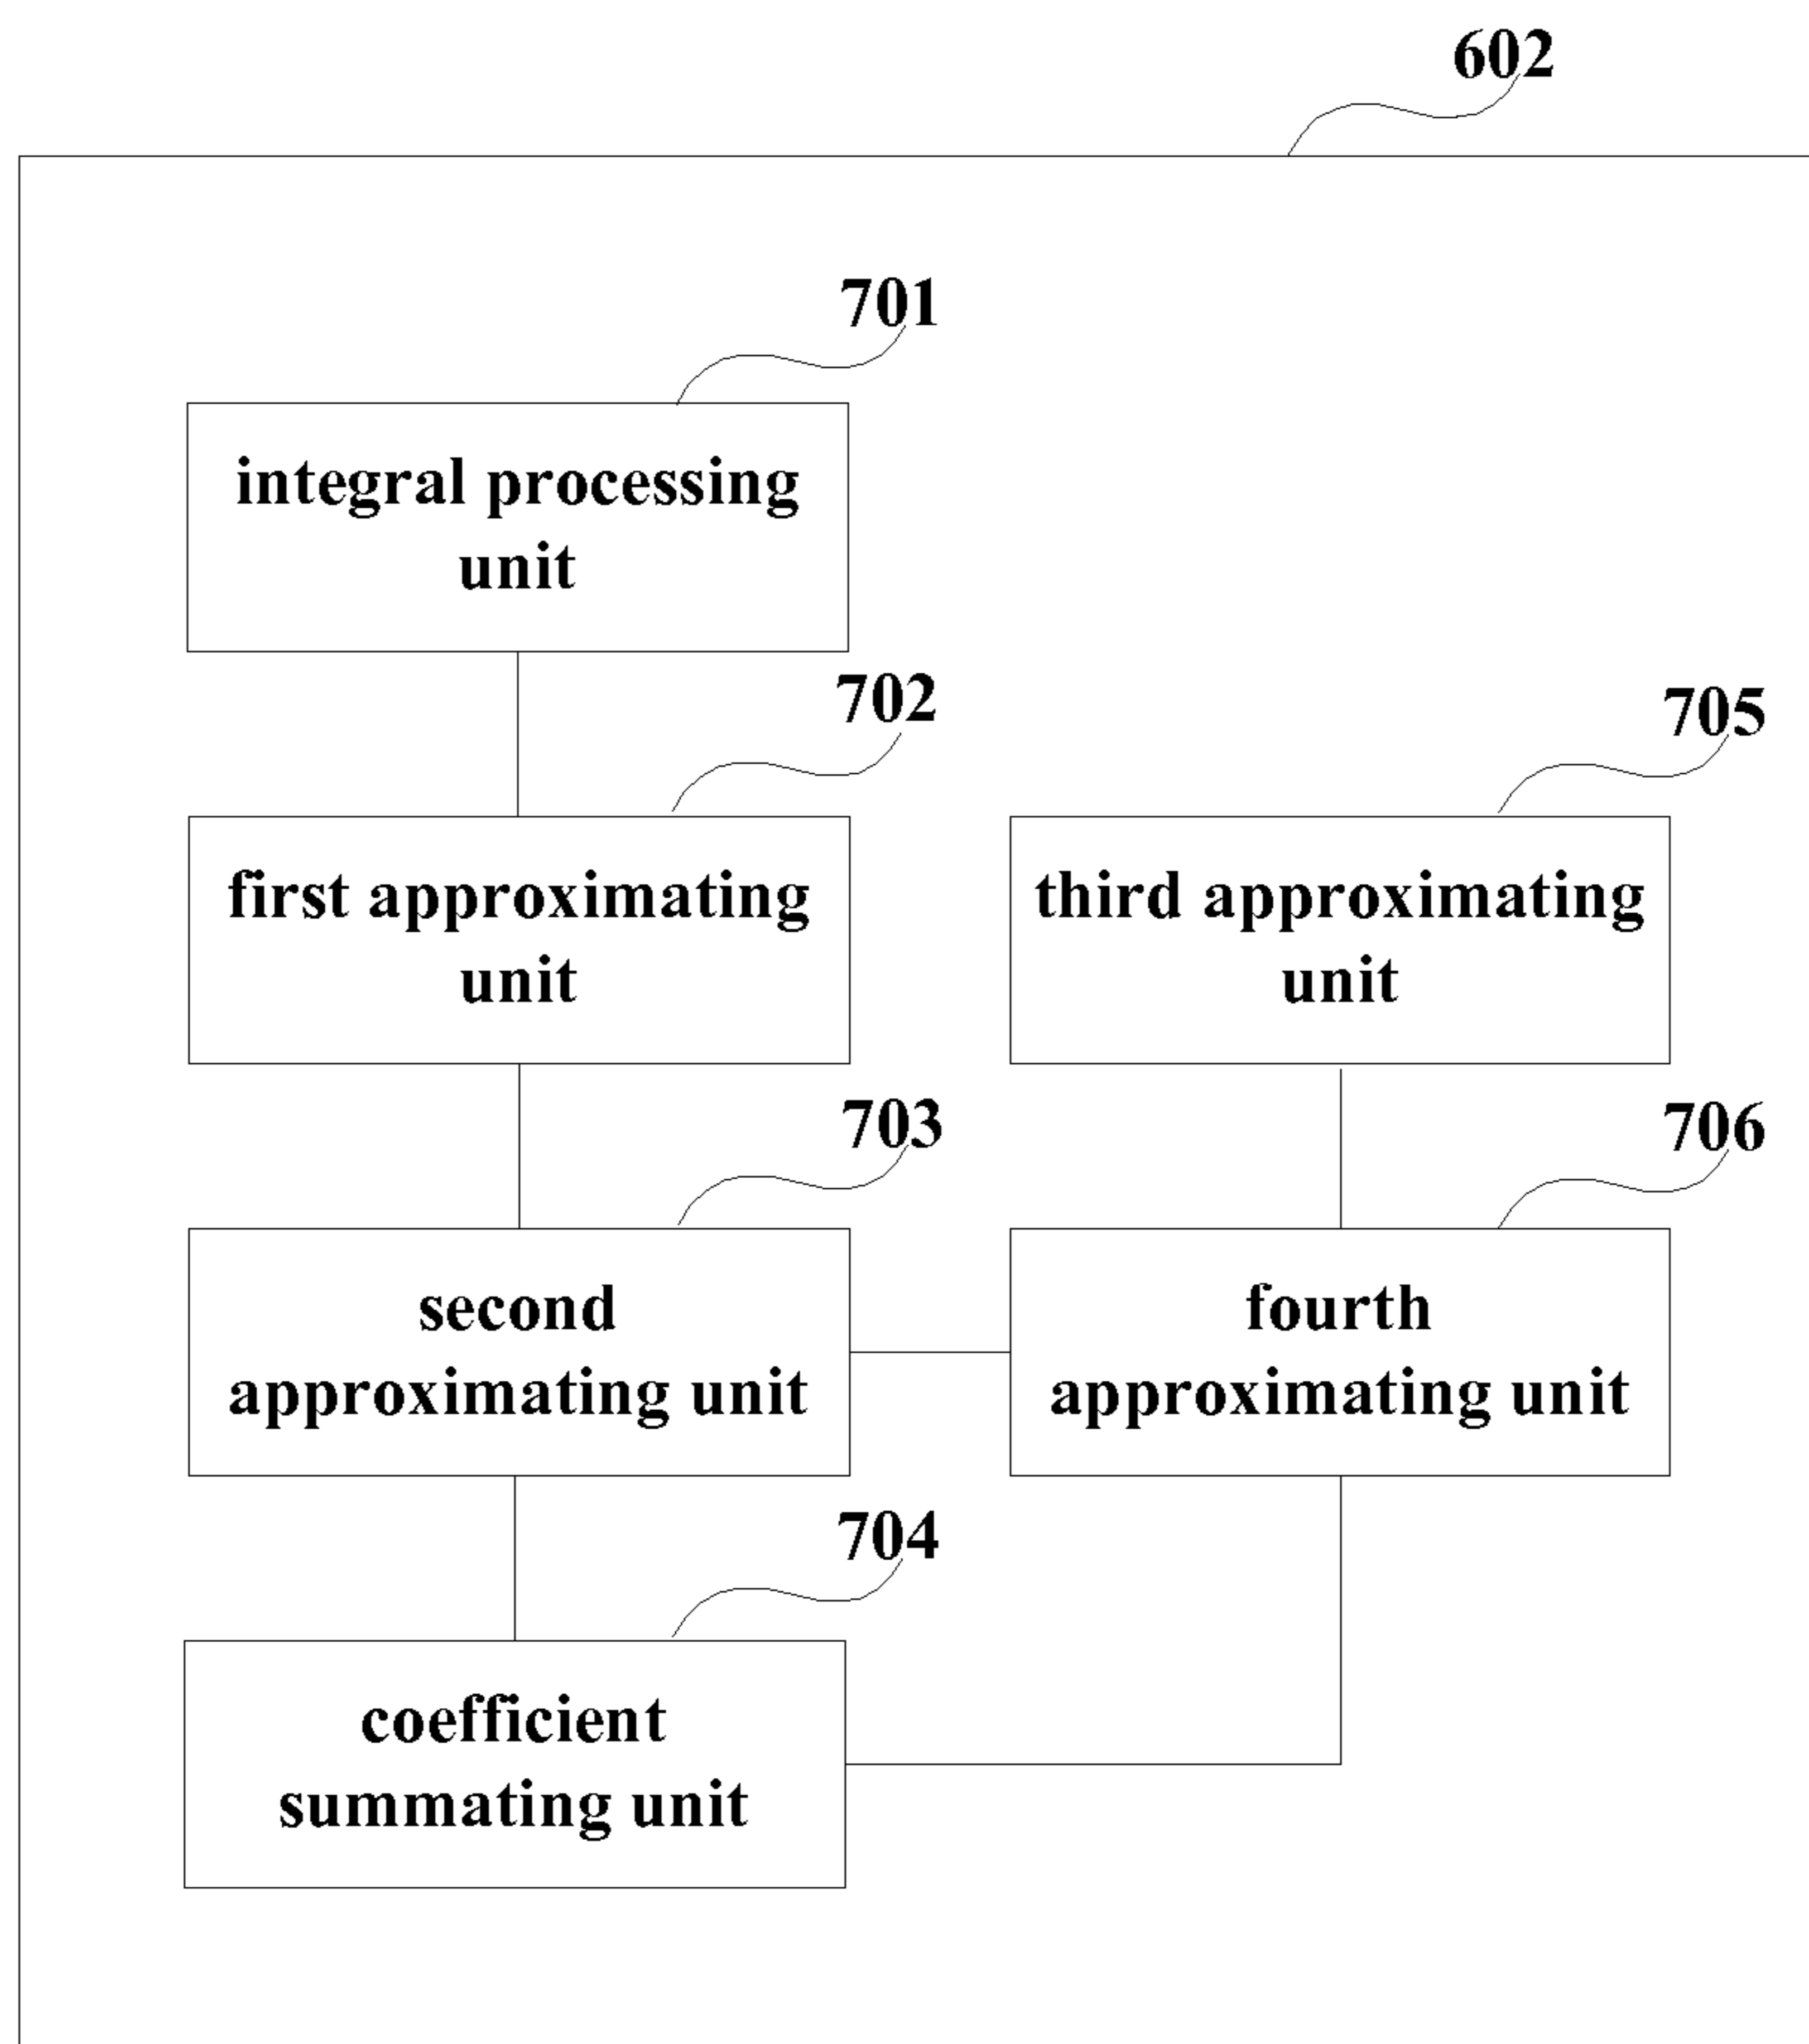 602
701
integral processing
unit
702
705
first approximating
unit
third approximating
unit
703
706
second
approximating unit
fourth
approximating unit
704
coefficient
summating unit